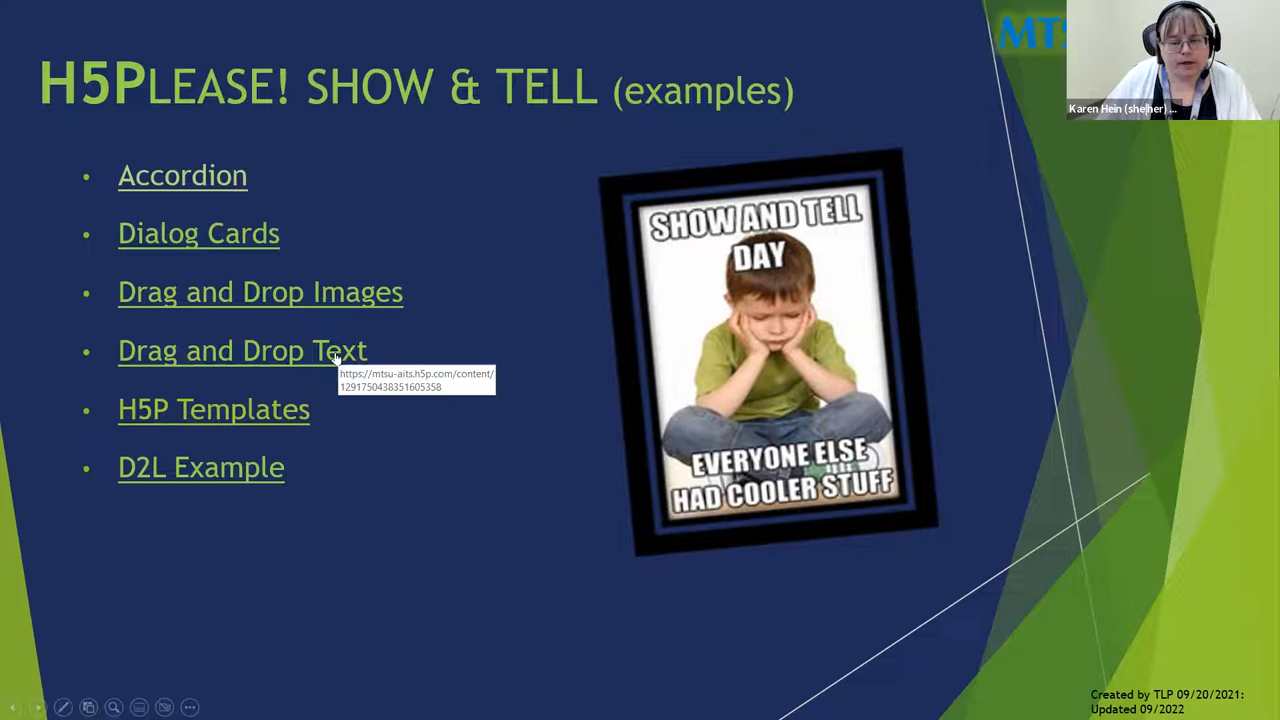 MTS
H5PLEASE! SHOW & TELL (examples)
Karen Hein (she/her) ...
• Accordion
• Dialog Cards
• Drag and Drop Images
• Drag and Drop Text
https://mtsu-aits.h5p.com/content/
1291750438351605358
• H5P Templates
• D2L Example
SHOW AND TELL
DAY
EVERYONE ELSE
HAD COOLER STUFF
Created by TLP 09/20/2021:
Updated 09/2022